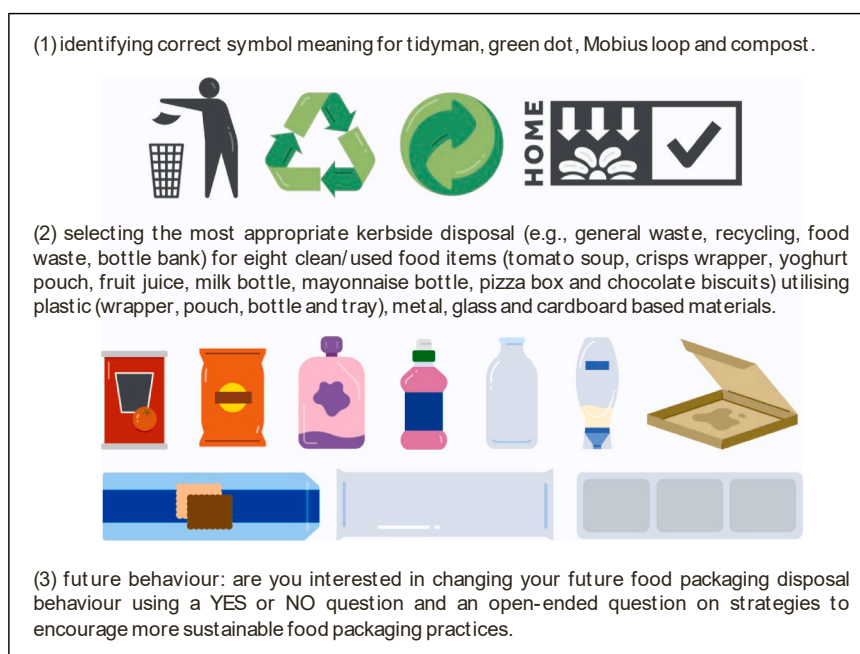 (1) identifying correct symbol meaning for tidyman, green dot, Mobius loop and compost.
HOME
(2) selecting the most appropriate kerbside disposal (e.g., general waste, recycling, food
waste, bottle bank) for eight clean/used food items (tomato soup, crisps wrapper, yoghurt
pouch, fruit juice, milk bottle, mayonnaise bottle, pizza box and chocolate biscuits) utilising
plastic (wrapper, pouch, bottle and tray), metal, glass and cardboard based materials.
(3) future behaviour: are you interested in changing your future food packaging disposal
behaviour using a YES or NO question and an open-ended question on strategies to
encourage more sustainable food packaging practices.